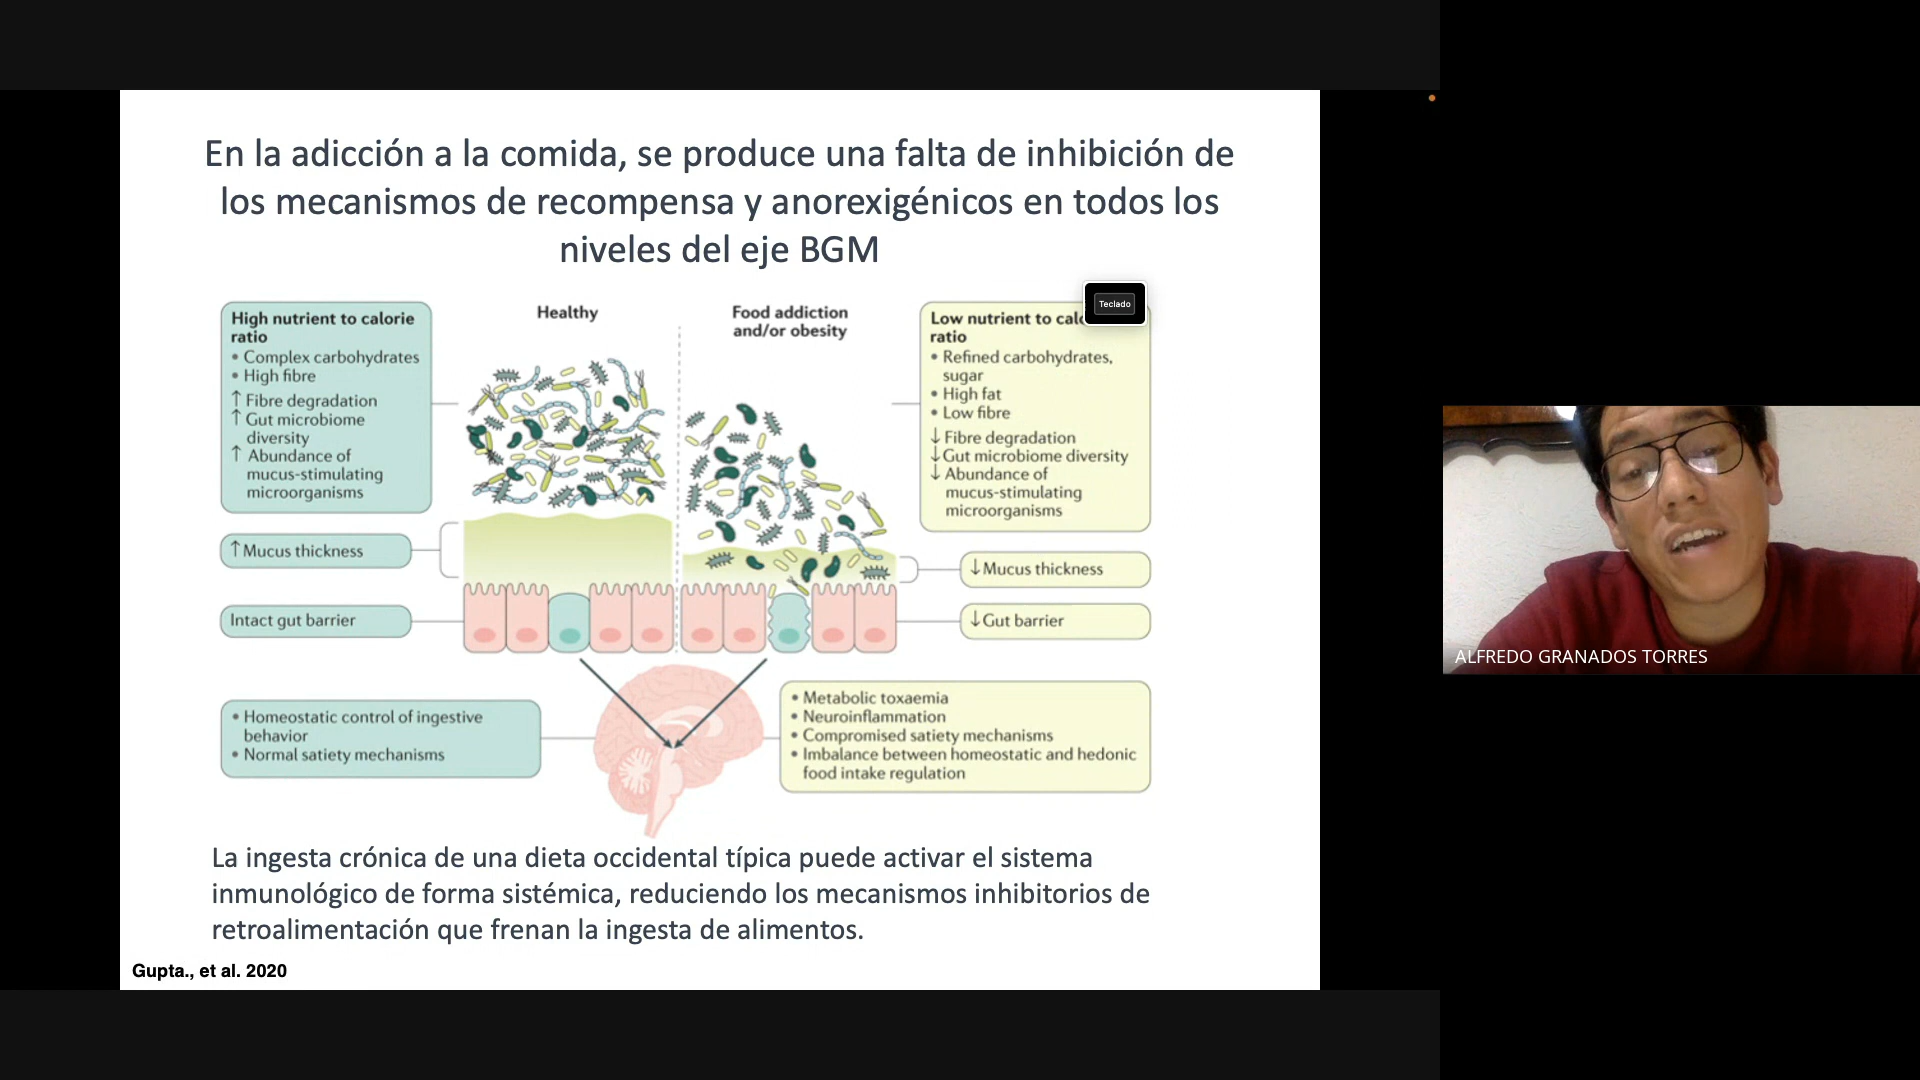 En la adicción a la comida, se produce una falta de inhibición de
los mecanismos de recompensa y anorexigénicos en todos los
niveles del eje BGM
High nutrient to calorie
ratio
• Complex carbohydrates
• High fibre
↑ Fibre degradation
↑ Gut microbiome
diversity
↑ Abundance of
mucus-stimulating
microorganisms
↑ Mucus thickness
Intact gut barrier
• Homeostatic control of ingestive
behavior
• Normal satiety mechanisms
Healthy
Food addiction
and/or obesity
Teclado
Low nutrient to
ratio
• Refined carbohydrates,
sugar
• High fat
• Low fibre
↓ Fibre degradation
↓ Gut microbiome diversity
↓ Abundance of
mucus-stimulating
microorganisms
↓ Mucus thickness
↓ Gut barrier
• Metabolic toxaemia
• Neuroinflammation
• Compromised satiety mechanisms
• Imbalance between homeostatic and hedonic
food intake regulation
La ingesta crónica de una dieta occidental típica puede activar el sistema
inmunológico de forma sistémica, reduciendo los mecanismos inhibitorios de
retroalimentación que frenan la ingesta de alimentos.
Gupta., et al. 2020
ALFREDO GRANADOS TORRES